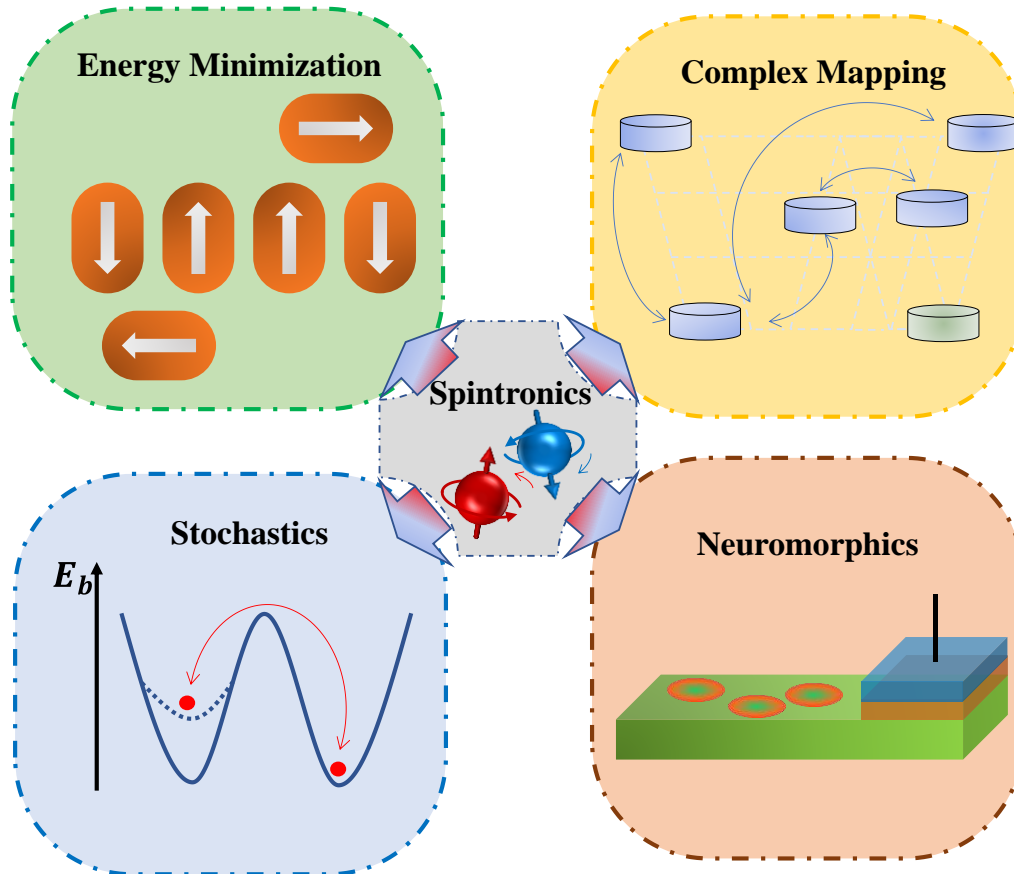 Energy Minimization
Complex Mapping
Spintronics
Stochastics
E_b
Neuromorphics